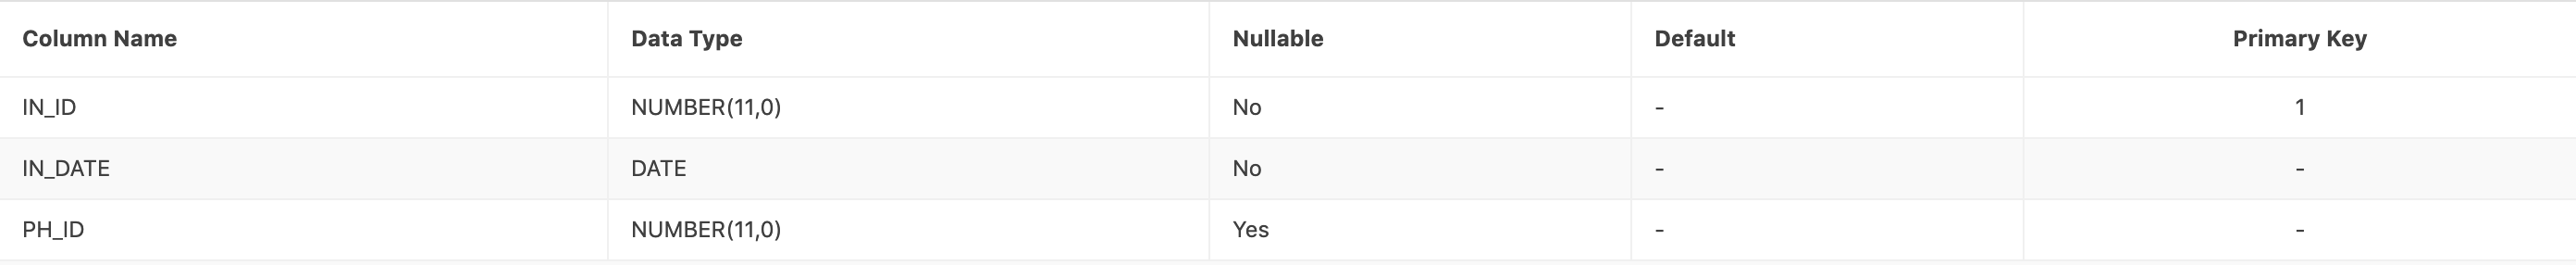 Column Name Data Type Nullable Default Primary Key
IN_ID NUMBER(11,0) No - 1
IN_DATE DATE No - -
PH_ID NUMBER(11,0) Yes - -